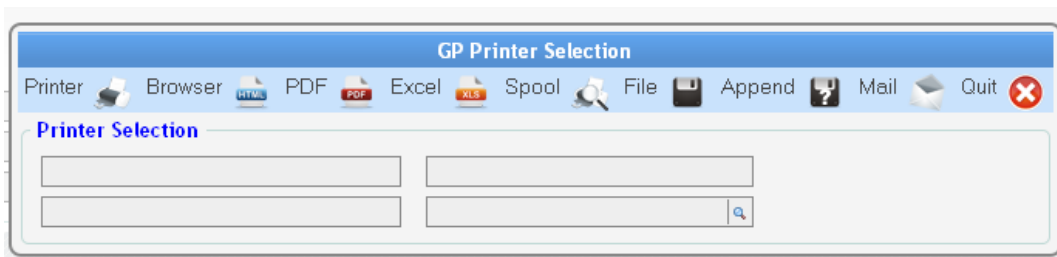 GP Printer Selection
Printer Browser HTML PDF PDF Excel XLS Spool File Append ? Mail Quit
Printer Selection